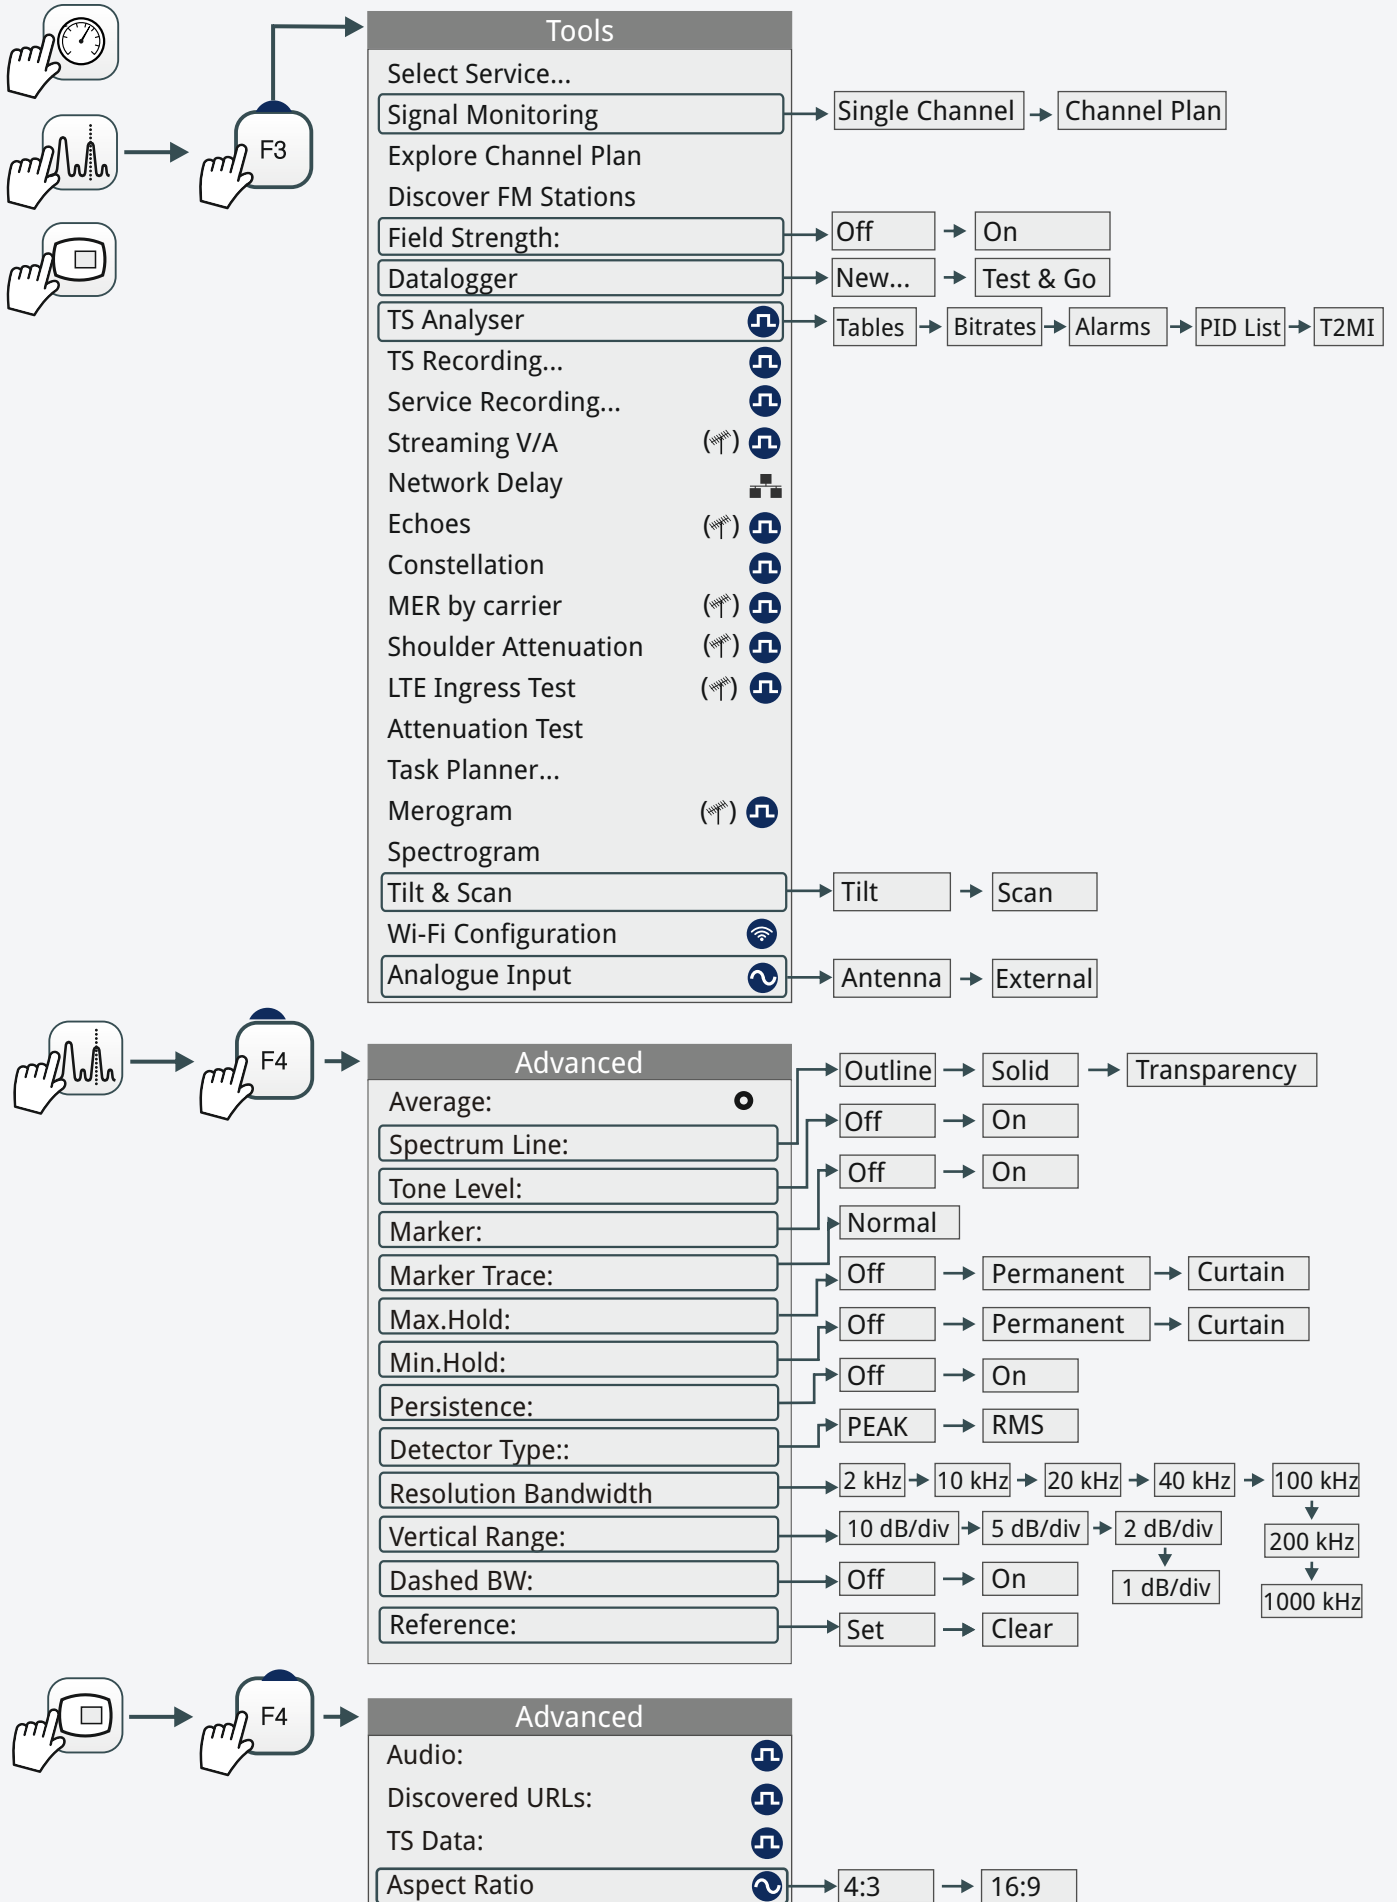 Tools
Select Service...
Signal Monitoring Single Channel Channel Plan
F3
Explore Channel Plan
Discover FM Stations
Field Strength: Off On
Datalogger New... Test & Go
TS Analyser Tables Bitrates Alarms PID List T2MI
TS Recording...
Service Recording...
Streaming V/A
Network Delay
Echoes
Constellation
MER by carrier
Shoulder Attenuation
LTE Ingress Test
Attenuation Test
Task Planner...
Merogram
Spectrogram
Tilt & Scan Tilt Scan
Wi-Fi Configuration
Analogue Input Antenna External
F4
Advanced
Average:
Spectrum Line: Outline Solid Transparency
Tone Level: Off On
Marker: Off On
Marker Trace: Normal
Max.Hold: Off Permanent Curtain
Min.Hold: Off Permanent Curtain
Persistence: Off On
Detector Type:: PEAK RMS
Resolution Bandwidth 2 kHz 10 kHz 20 kHz 40 kHz 100 kHz
200 kHz
1000 kHz
Vertical Range: 10 dB/div 5 dB/div 2 dB/div
1 dB/div
Dashed BW: Off On
Reference: Set Clear
F4
Advanced
Audio:
Discovered URLs:
TS Data:
Aspect Ratio 4:3 16:9